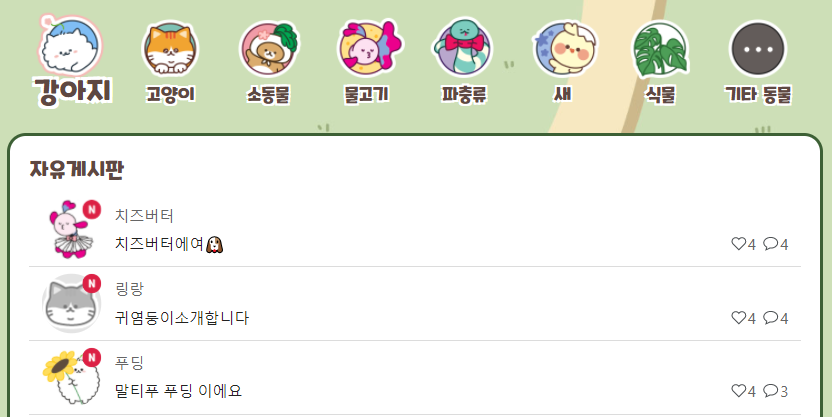 강아지 고양이 소동물 물고기 파충류 새 식물 기타 동물
자유게시판
N
치즈버터
치즈버터에여
4 4
N
링랑
귀염둥이소개합니다
4 4
N
푸딩
말티푸 푸딩 이에요
4 3